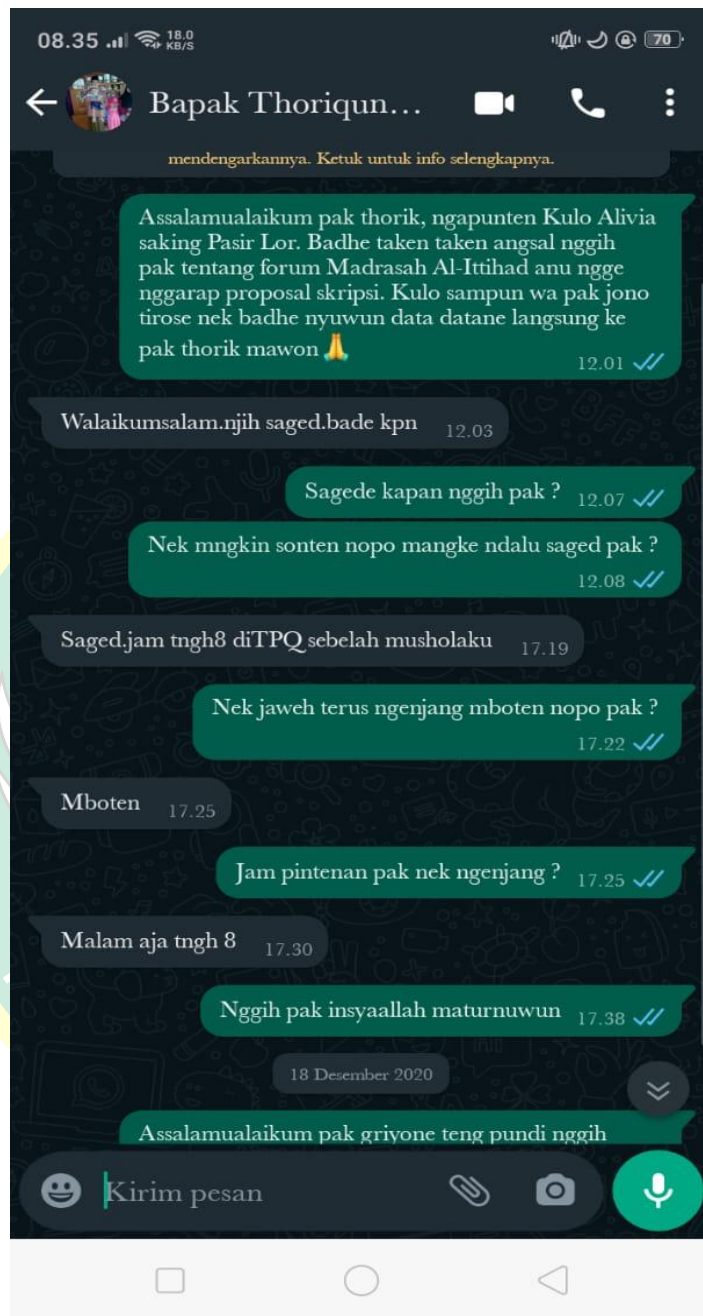 08.35 18.0 KB/S 70
Bapak Thoriqun...
mendengarkannya. Ketuk untuk info selengkapnya.
Assalamualaikum pak thorik, ngapunten Kulo Alivia
saking Pasir Lor. Badhe taken taken angsal nggih
pak tentang forum Madrasah Al-Ittihad anu ngge
nggarap proposal skripsi. Kulo sampun wa pak jono
tirose nek badhe nyuwun data datane langsung ke
pak thorik mawon 🙏
12.01
Walaikumsalam.njih saged.bade kpn 12.03
Sagede kapan nggih pak ? 12.07
Nek mngkin sonten nopo mangke ndalu saged pak ?
12.08
Saged.jam tngh8 diTPQ sebelah musholaku 17.19
Nek jaweh terus ngenjang mboten nopo pak ?
17.22
Mboten 17.25
Jam pintenan pak nek ngenjang ? 17.25
Malam aja tngh 8 17.30
Nggih pak insyaallah maturnuwun 17.38
18 Desember 2020
Assalamualaikum pak griyone teng pundi nggih
Kirim pesan